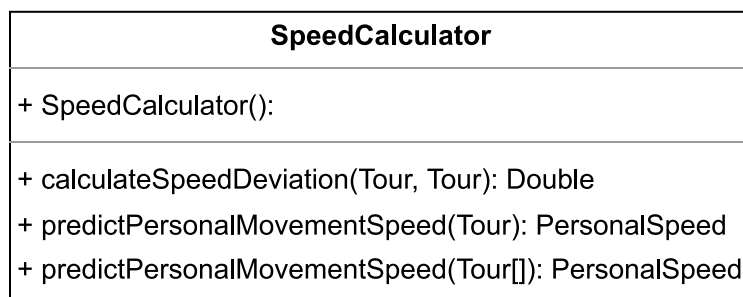 SpeedCalculator
+ SpeedCalculator():
+ calculateSpeedDeviation(Tour, Tour): Double
+ predictPersonalMovementSpeed(Tour): PersonalSpeed
+ predictPersonalMovementSpeed(Tour[]): PersonalSpeed